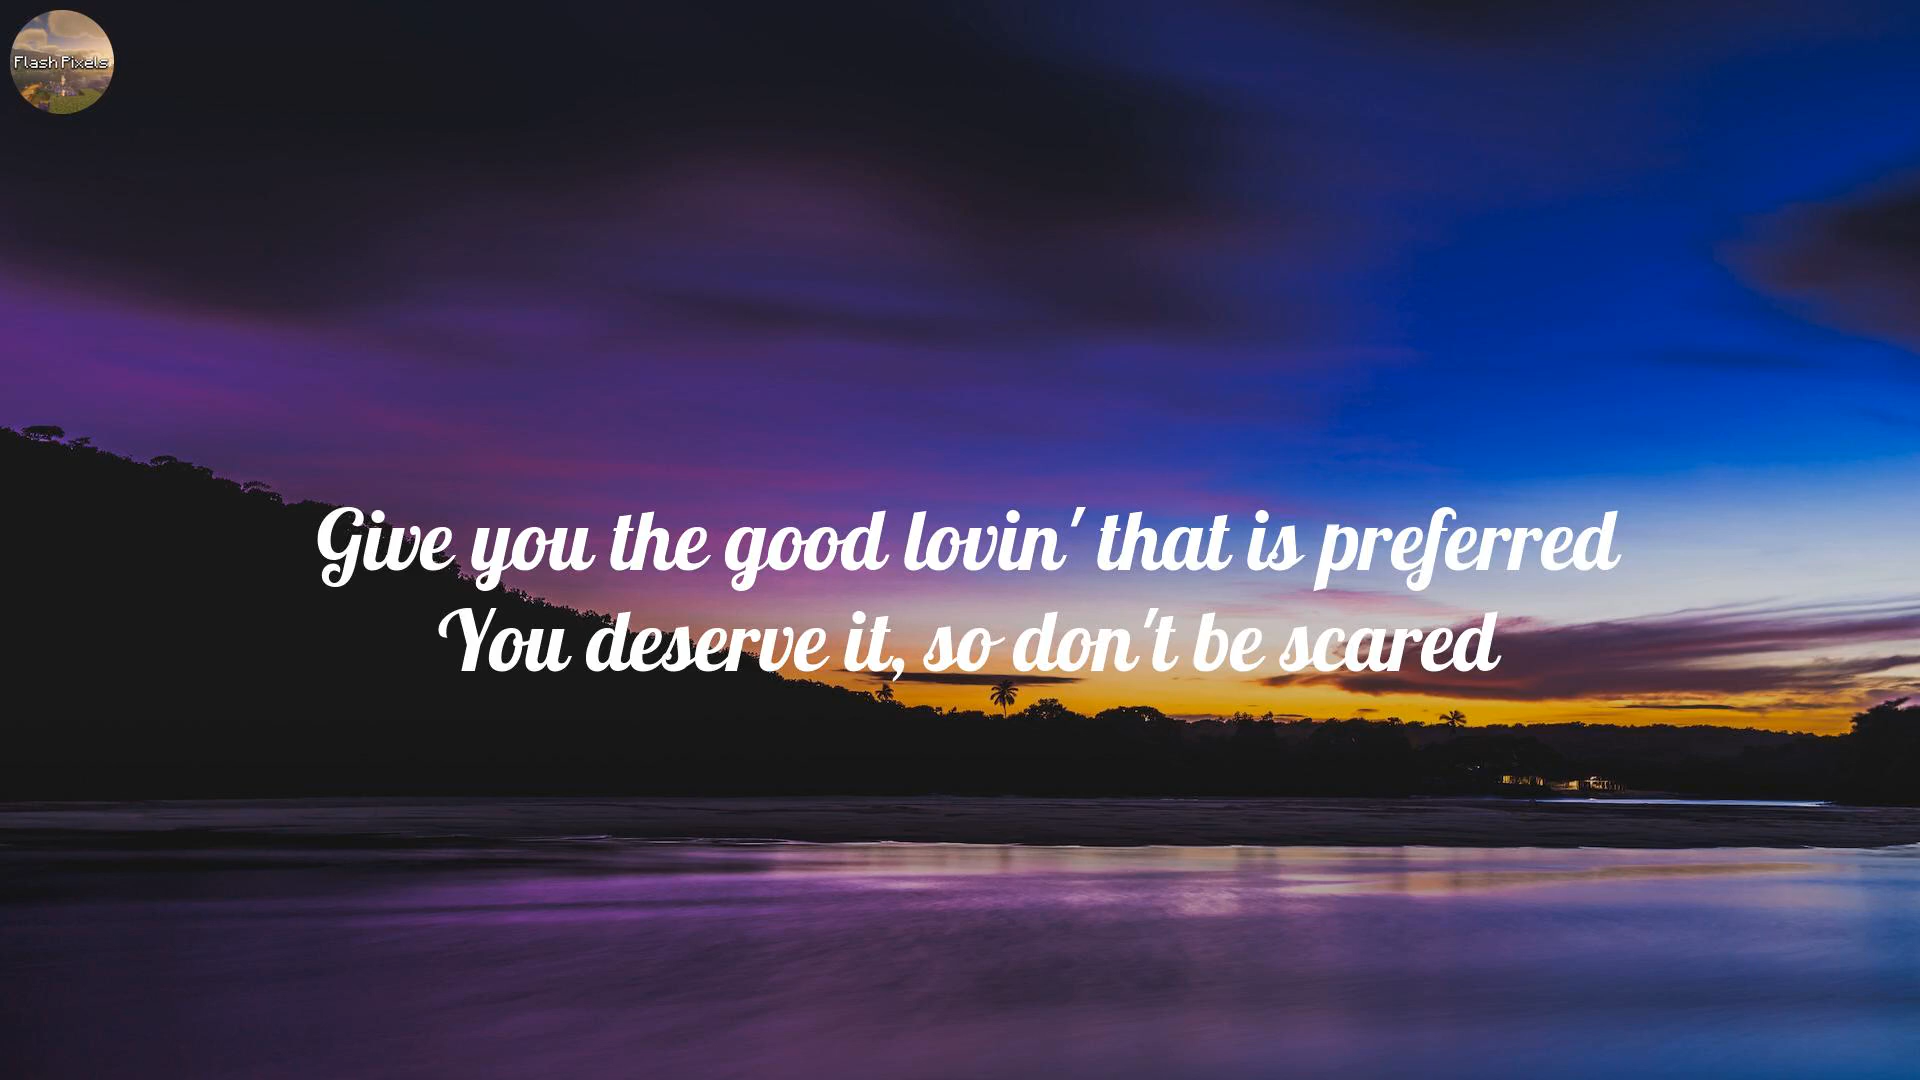 Flash Pixels
Give you the good lovin' that is preferred
You deserve it, so don't be scared